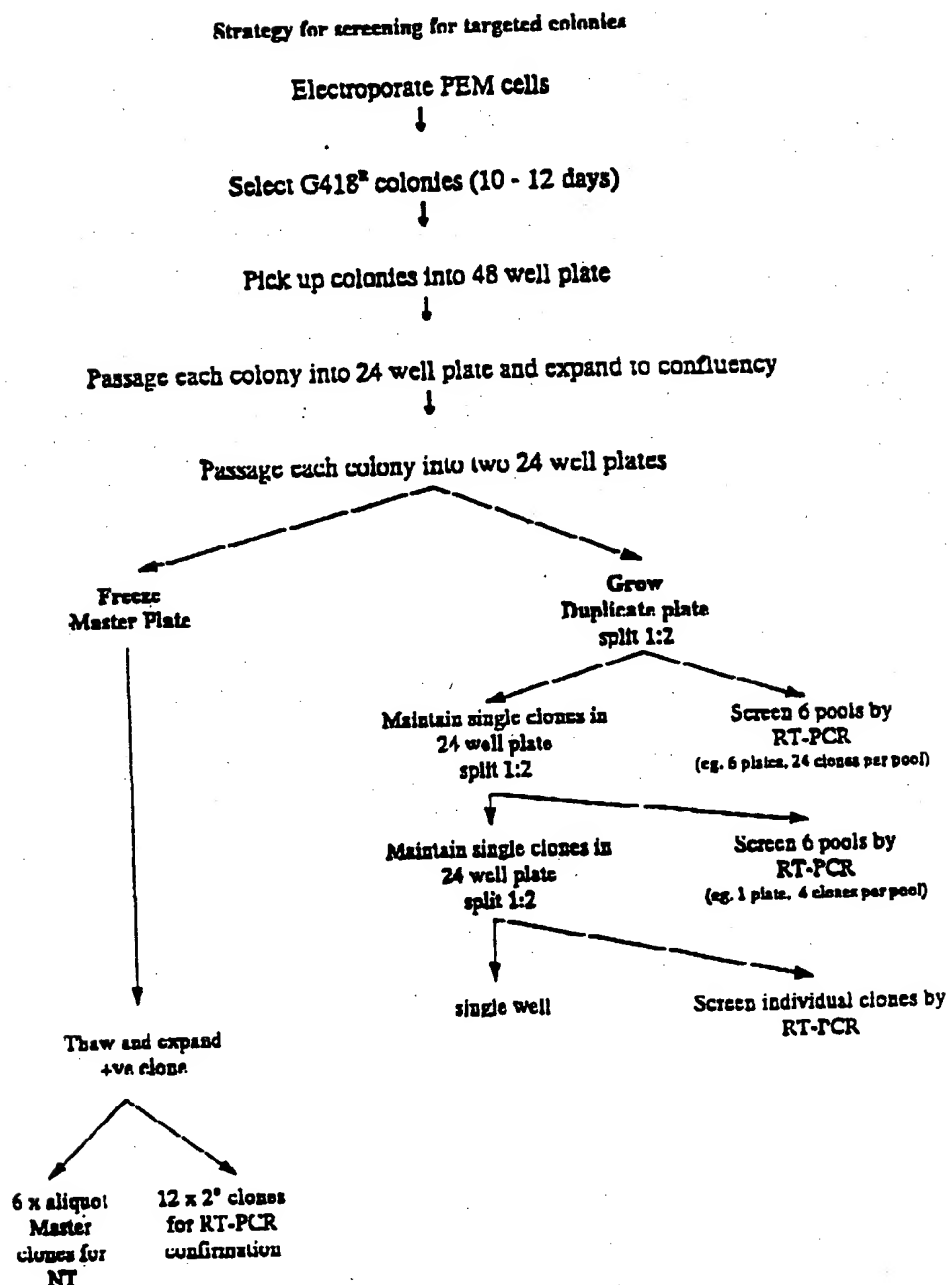 Strategy for screening for targeted colonies
Electroporate PEM cells
Select G418ᴿ colonies (10 - 12 days)
Pick up colonies into 48 well plate
Passage each colony into 24 well plate and expand to confluency
Passage each colony into two 24 well plates
Freeze
Master Plate
Grow
Duplicate plate
split 1:2
Maintain single clones in
24 well plate
split 1:2
Screen 6 pools by
RT-PCR
(eg. 6 plates, 24 clones per pool)
Maintain single clones in
24 well plate
split 1:2
Screen 6 pools by
RT-PCR
(eg. 1 plate, 4 clones per pool)
single well
Screen individual clones by
RT-PCR
Thaw and expand
+ve clone
6 x aliquot
Master
clones for
NT
12 x 2° clones
for RT-PCR
confirmation